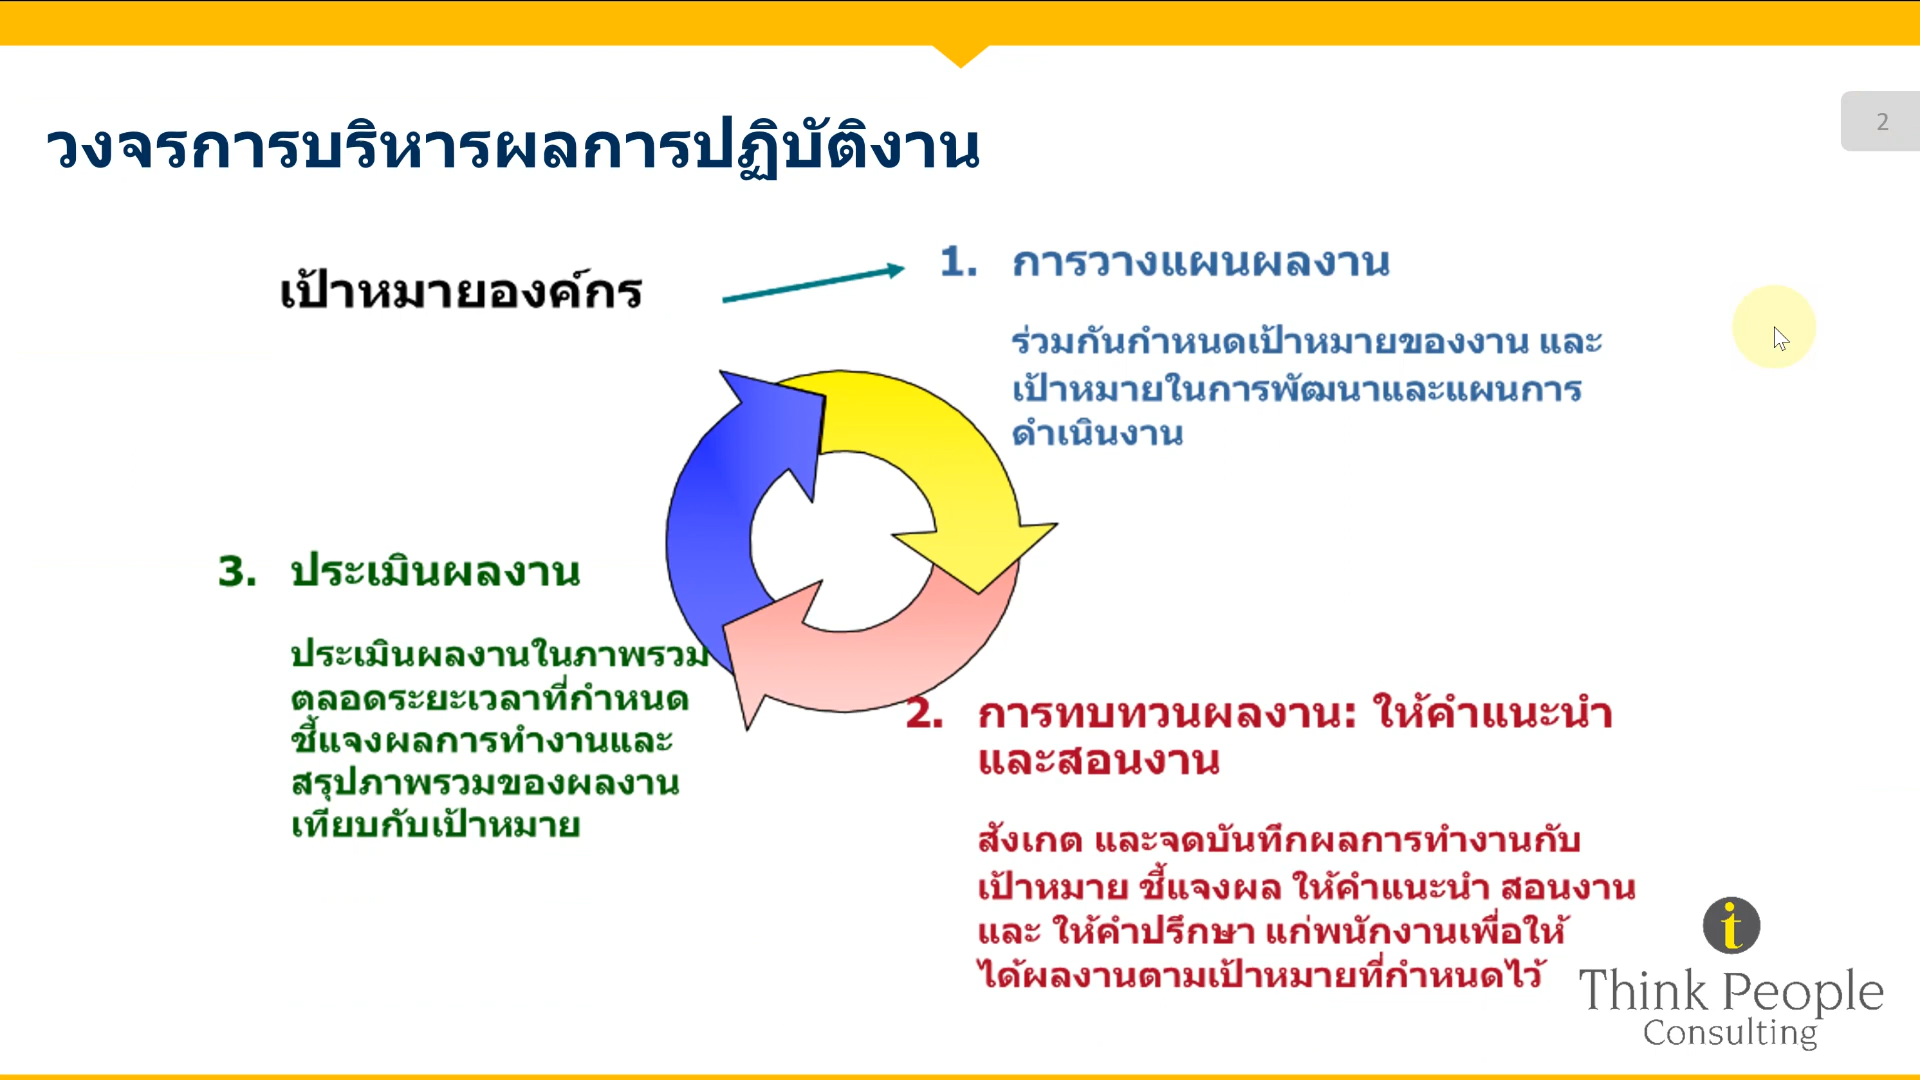 วงจรการบริหารผลการปฏิบัติงาน
2
เป้าหมายองค์กร
1. การวางแผนผลงาน
ร่วมกันกำหนดเป้าหมายของงาน และ
เป้าหมายในการพัฒนาและแผนการ
ดำเนินงาน
3. ประเมินผลงาน
ประเมินผลงานในภาพรวม
ตลอดระยะเวลาที่กำหนด
ชี้แจงผลการทำงานและ
สรุปภาพรวมของผลงาน
เทียบกับเป้าหมาย
2. การทบทวนผลงาน: ให้คำแนะนำ
และสอนงาน
สังเกต และจดบันทึกผลการทำงานกับ
เป้าหมาย ชี้แจงผล ให้คำแนะนำ สอนงาน
และ ให้คำปรึกษา แก่พนักงานเพื่อให้
ได้ผลงานตามเป้าหมายที่กำหนดไว้
i
Think People
Consulting